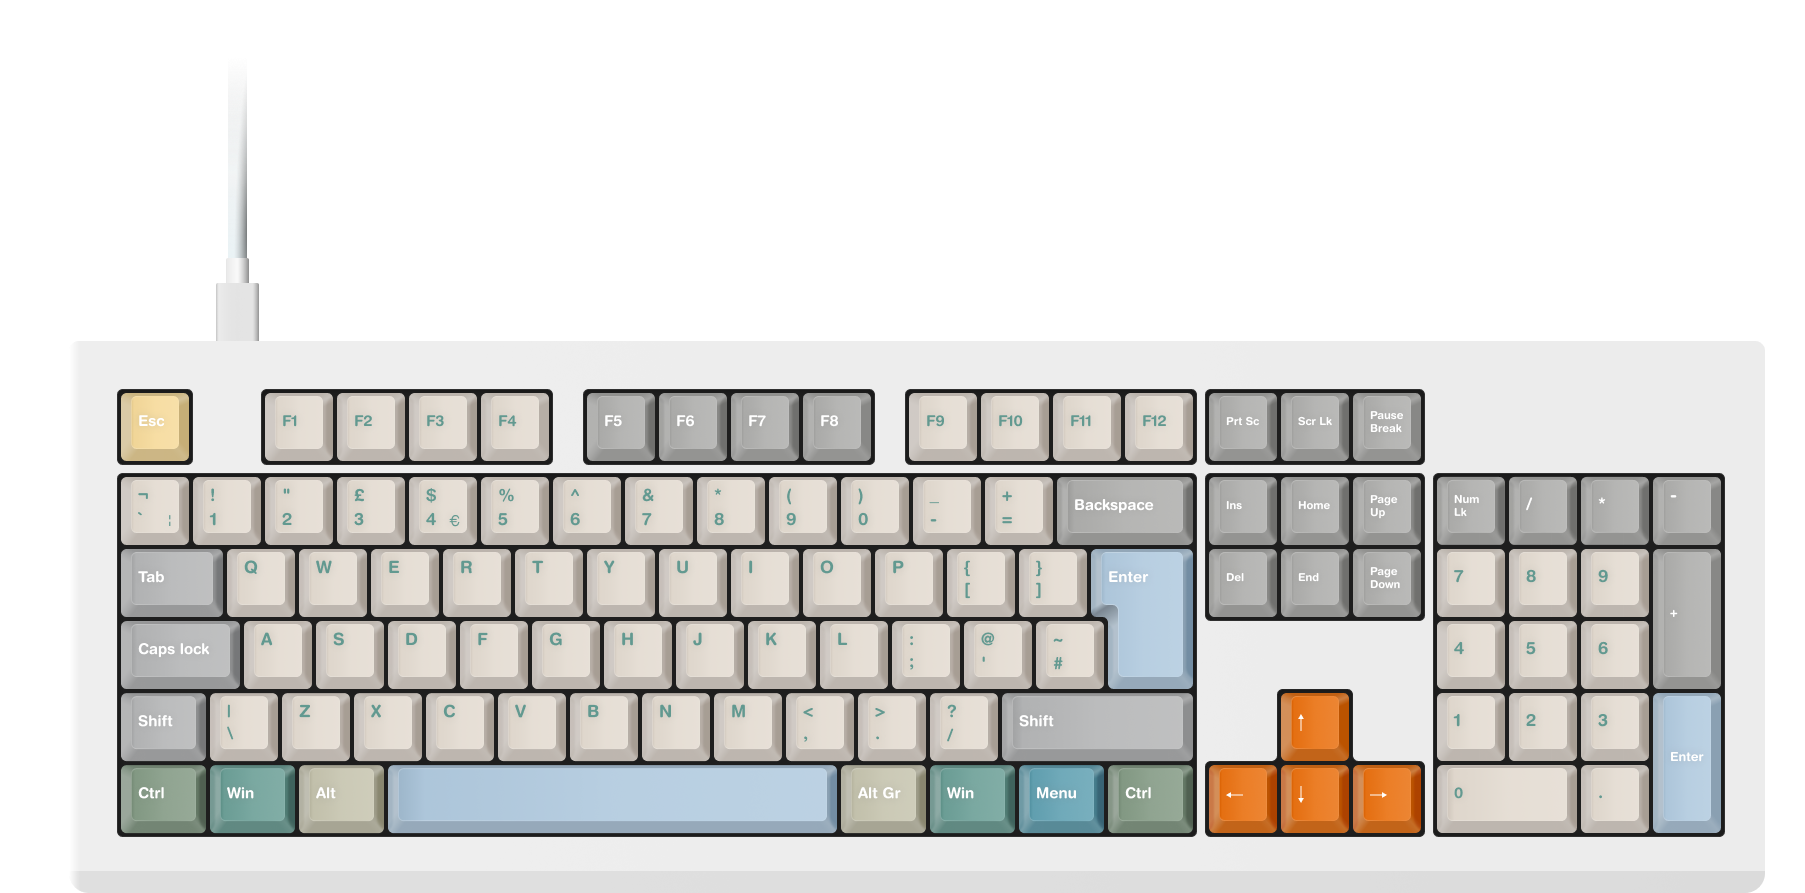 Esc F1 F2 F3 F4 F5 F6 F7 F8 F9 F10 F11 F12 Prt Sc Scr Lk Pause
Break
¬ ! " £ $ % ^ & * ( ) _ +
` ¦ 1 2 3 4 € 5 6 7 8 9 0 - = Backspace Ins Home Page
Up Num
Lk / * -
Tab Q W E R T Y U I O P { }
[ ] Enter Del End Page
Down 7 8 9 +
Caps lock A S D F G H J K L : @ ~
; ' # 4 5 6
Shift | Z X C V B N M < > ?
\ , . / Shift ↑ 1 2 3 Enter
Ctrl Win Alt Alt Gr Win Menu Ctrl ← ↓ → 0 .